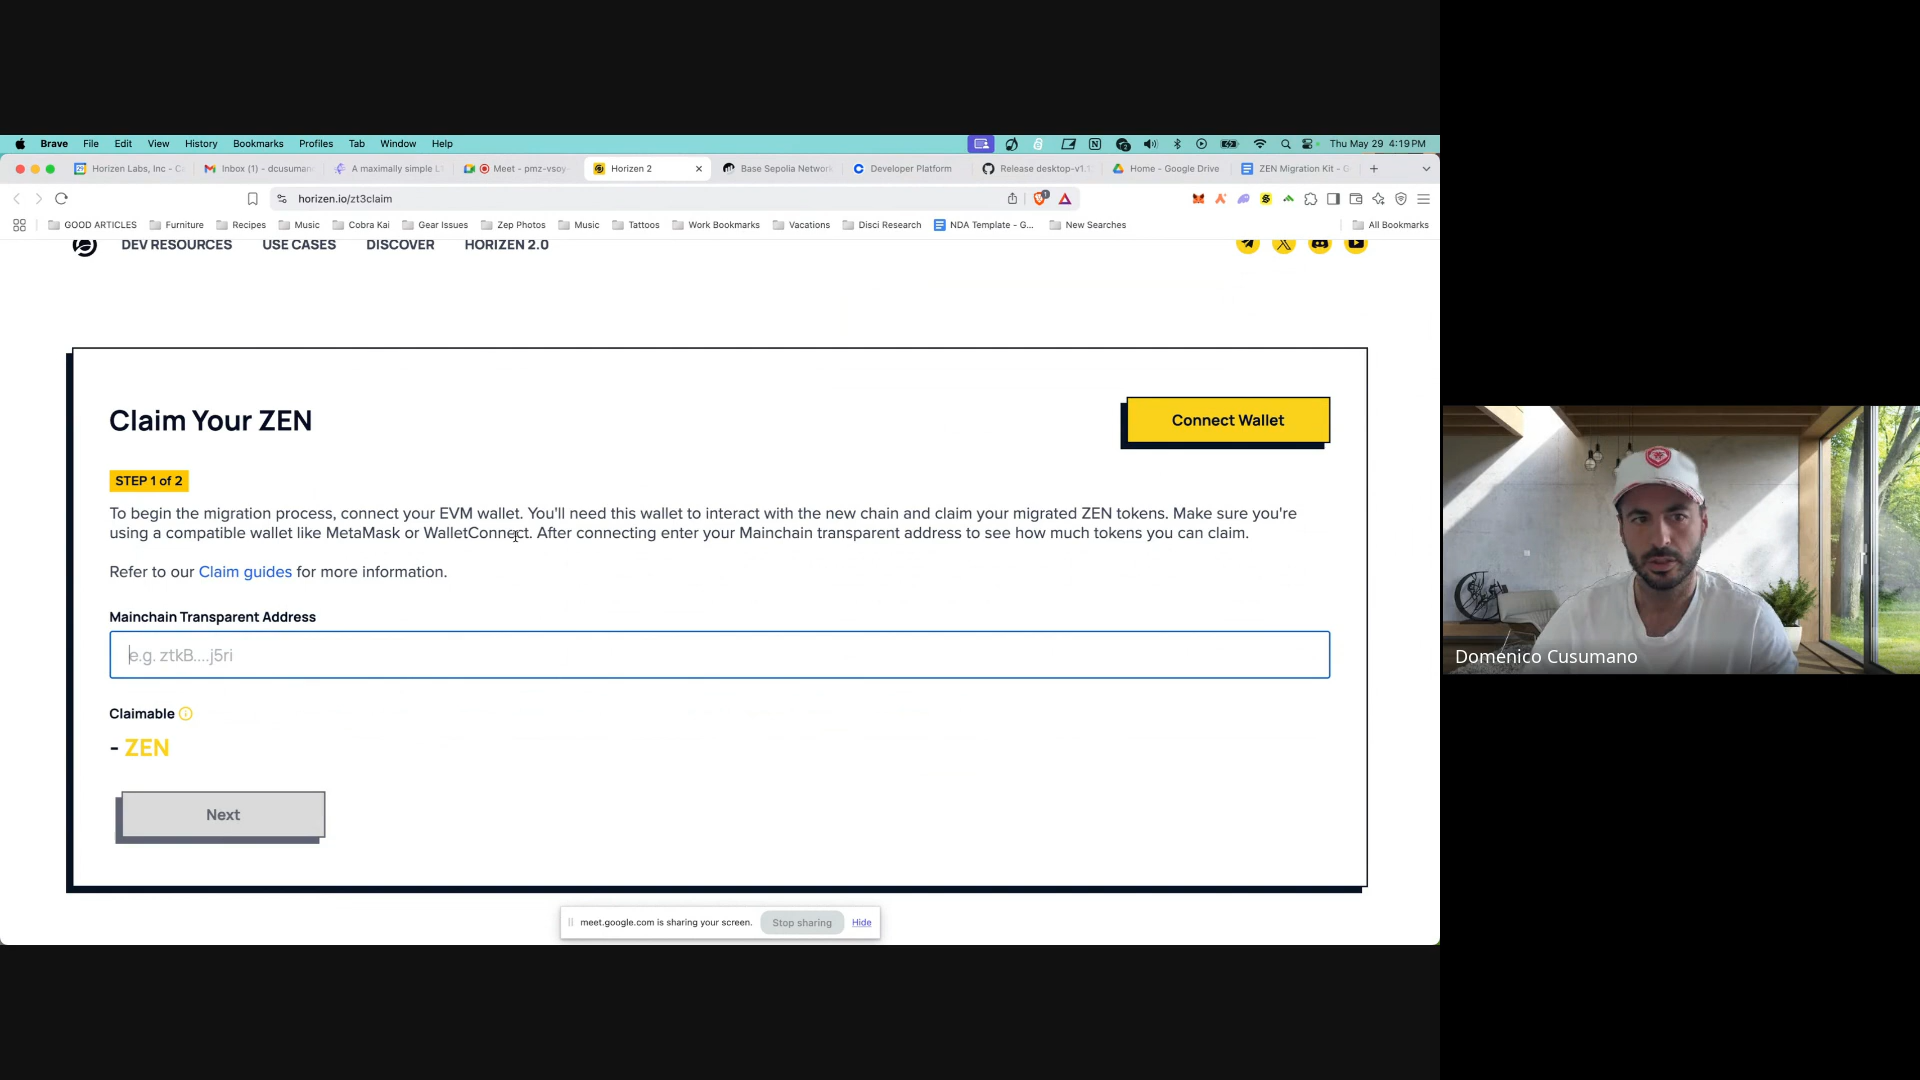 Brave File Edit View History Bookmarks Profiles Tab Window Help Thu May 29 4:19 PM
Horizen Labs, Inc - C Inbox (1) - dcusuman A maximally simple L Meet - pmz-vsoy- Horizen 2 Base Sepolia Network Developer Platform Release desktop-v1. Home - Google Drive ZEN Migration Kit - G
horizen.io/zt3claim
GOOD ARTICLES Furniture Recipes Music Cobra Kai Gear Issues Zep Photos Music Tattoos Work Bookmarks Vacations Disci Research NDA Template - G... New Searches All Bookmarks
DEV RESOURCES USE CASES DISCOVER HORIZEN 2.0
Claim Your ZEN
Connect Wallet
STEP 1 of 2
To begin the migration process, connect your EVM wallet. You'll need this wallet to interact with the new chain and claim your migrated ZEN tokens. Make sure you're
using a compatible wallet like MetaMask or WalletConnect. After connecting enter your Mainchain transparent address to see how much tokens you can claim.
Refer to our Claim guides for more information.
Mainchain Transparent Address
e.g. ztkB....j5ri
Claimable
- ZEN
Next
meet.google.com is sharing your screen. Stop sharing Hide
Domenico Cusumano